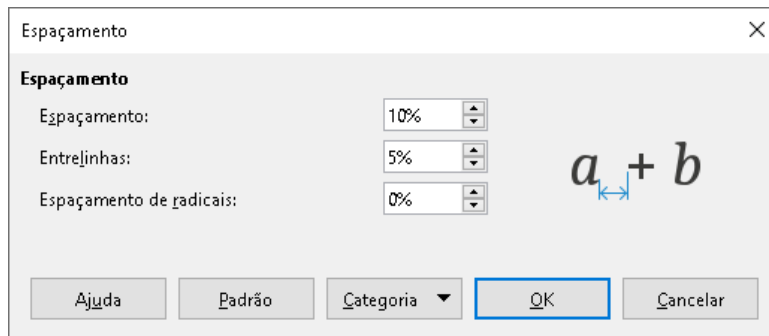 Espaçamento
Espaçamento
Espaçamento: 10%
Entrelinhas: 5%
Espaçamento de radicais: 0%
a + b
Ajuda Padrão Categoria OK Cancelar